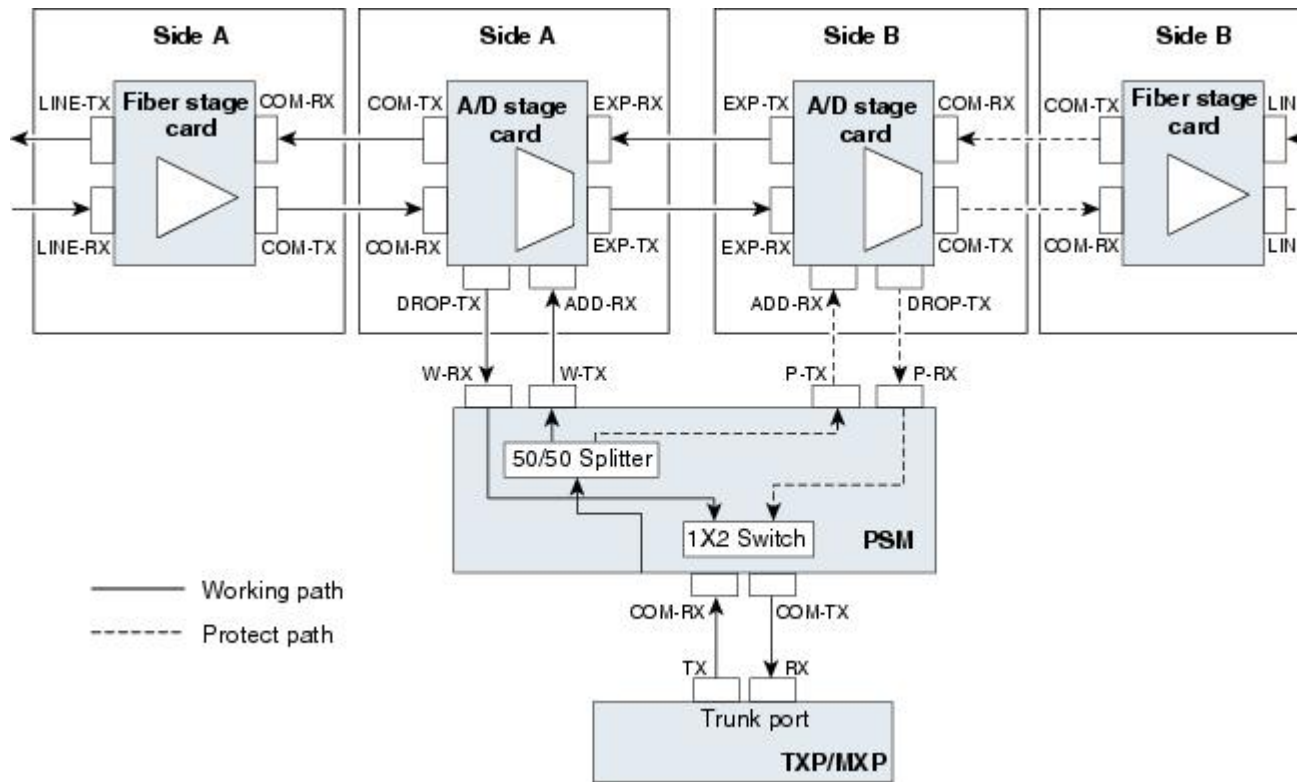 Side A
Side A
Side B
Side B
LINE-TX
Fiber stage
card
COM-RX
COM-TX
A/D stage
card
EXP-RX
EXP-TX
A/D stage
card
COM-RX
COM-TX
Fiber stage
card
LIN
LINE-RX
COM-TX
COM-RX
EXP-TX
EXP-RX
COM-TX
COM-RX
LIN
DROP-TX
ADD-RX
ADD-RX
DROP-TX
W-RX
W-TX
P-TX
P-RX
50/50 Splitter
1X2 Switch
PSM
Working path
Protect path
COM-RX
COM-TX
TX
RX
Trunk port
TXP/MXP